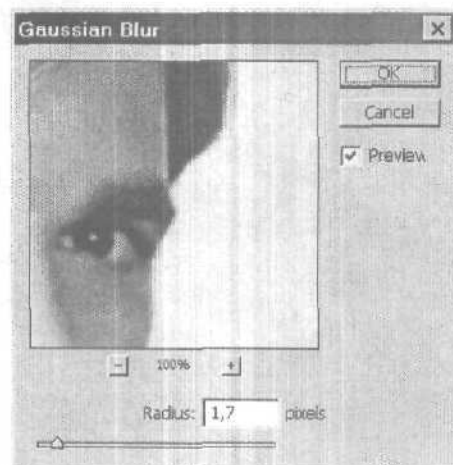 Gaussian Blur
OK
Cancel
Preview
100%
Radius: 1,7 pixels